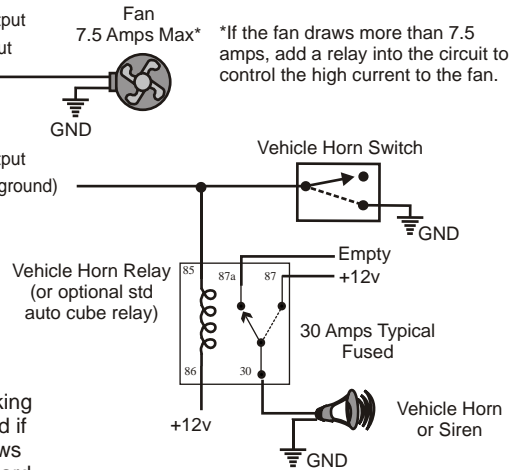 Fan
7.5 Amps Max*
*If the fan draws more than 7.5
amps, add a relay into the circuit to
control the high current to the fan.
GND
Vehicle Horn Switch
ground)
GND
Vehicle Horn Relay
(or optional std
auto cube relay)
85
87a
87
Empty
+12v
30 Amps Typical
Fused
86
30
+12v
Vehicle Horn
or Siren
GND
d if